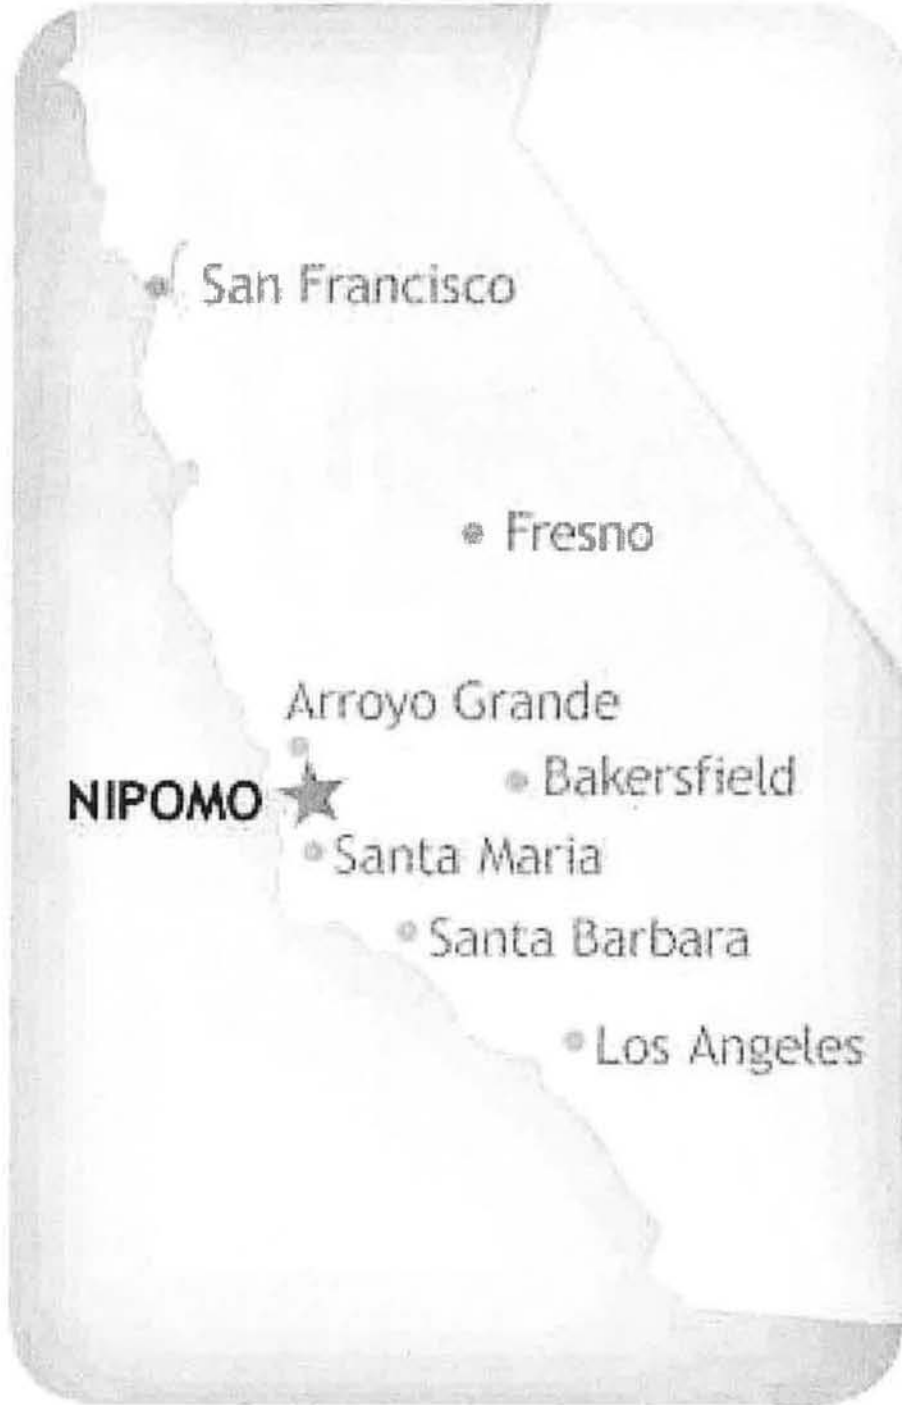 San Francisco
Fresno
Arroyo Grande
Bakersfield
NIPOMO
Santa Maria
Santa Barbara
Los Angeles